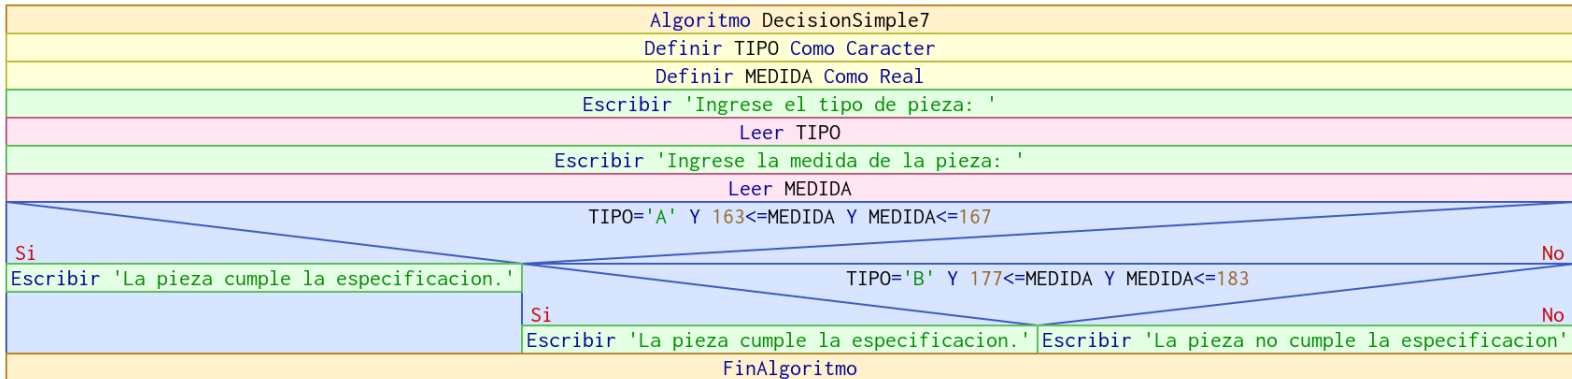 Algoritmo DecisionSimple7
Definir TIPO Como Caracter
Definir MEDIDA Como Real
Escribir 'Ingrese el tipo de pieza: '
Leer TIPO
Escribir 'Ingrese la medida de la pieza: '
Leer MEDIDA
TIPO='A' Y 163<=MEDIDA Y MEDIDA<=167
Si
No
Escribir 'La pieza cumple la especificacion.'
TIPO='B' Y 177<=MEDIDA Y MEDIDA<=183
Si
No
Escribir 'La pieza cumple la especificacion.'
Escribir 'La pieza no cumple la especificacion'
FinAlgoritmo